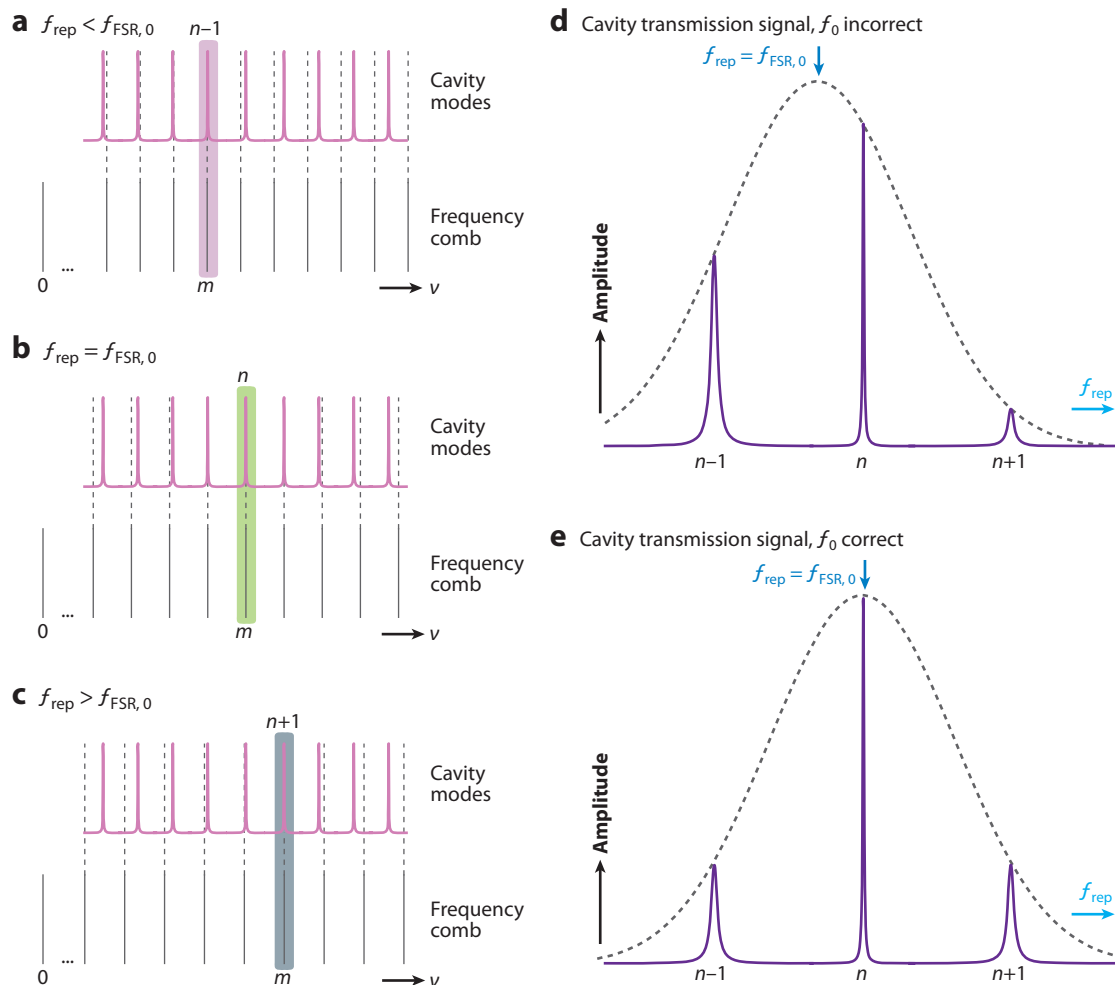 a f_rep < f_FSR, 0
n–1
Cavity
modes
Frequency
comb
0
...
m
ν
b f_rep = f_FSR, 0
n
Cavity
modes
Frequency
comb
0
...
m
ν
c f_rep > f_FSR, 0
n+1
Cavity
modes
Frequency
comb
0
...
m
ν
d Cavity transmission signal, f_0 incorrect
f_rep = f_FSR, 0
Amplitude
f_rep
n–1
n
n+1
e Cavity transmission signal, f_0 correct
f_rep = f_FSR, 0
Amplitude
f_rep
n–1
n
n+1